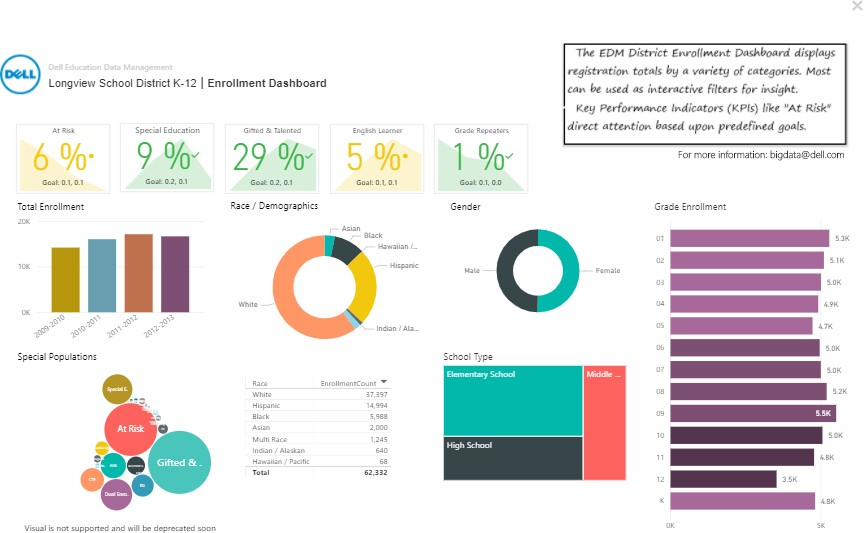 DELL
Dell Education Data Management
Longview School District K-12 | Enrollment Dashboard
The EDM District Enrollment Dashboard displays
registration totals by a variety of categories. Most
can be used as interactive filters for insight.
Key Performance Indicators (KPIs) like "At Risk"
direct attention based upon predefined goals.
For more information: bigdata@dell.com
At Risk
6 %
Goal: 0.1, 0.1
Special Education
9 %
Goal: 0.2, 0.1
Gifted & Talented
29 %
Goal: 0.2, 0.1
English Learner
5 %
Goal: 0.1, 0.1
Grade Repeaters
1 %
Goal: 0.1, 0.0
Total Enrollment
20K
10K
0K
2009-2010
2010-2011
2011-2012
2012-2013
Race / Demographics
Asian
Black
Hawaiian /...
Hispanic
White
Indian / Ala...
Gender
Male
Female
Grade Enrollment
01 5.3K
02 5.1K
03 5.0K
04 4.9K
05 4.7K
06 5.0K
07 5.0K
08 5.2K
09 5.5K
10 5.0K
11 4.8K
12 3.5K
K 4.8K
0K 5K
Special Populations
Special E.
At Risk
Gifted & .
Visual is not supported and will be deprecated soon
Race EnrollmentCount
White 37,397
Hispanic 14,994
Black 5,988
Asian 2,000
Multi Race 1,245
Indian / Alaskan 640
Hawaiian / Pacific 68
Total 62,332
School Type
Elementary School
Middle ...
High School